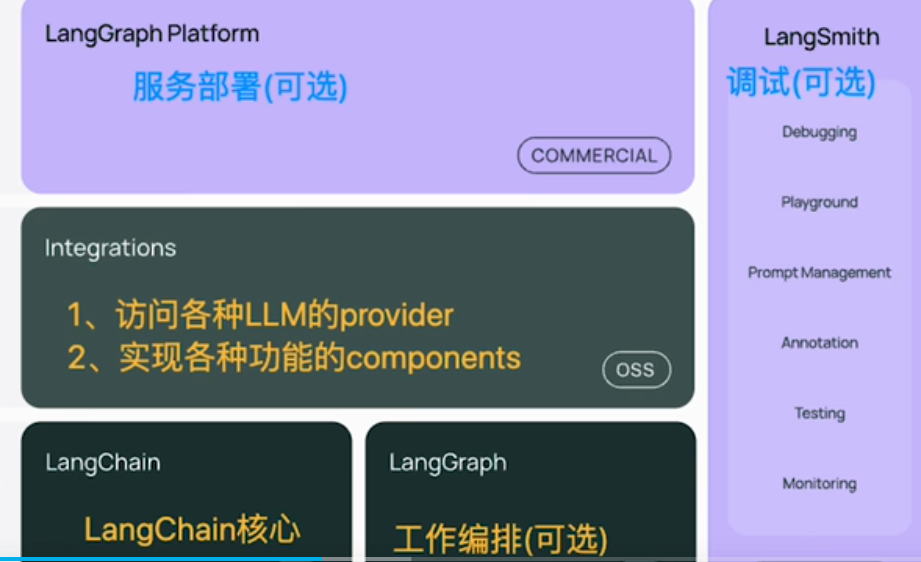 LangGraph Platform
服务部署(可选)
COMMERCIAL
Integrations
1、访问各种LLM的provider
2、实现各种功能的components
OSS
LangChain
LangChain核心
LangGraph
工作编排(可选)
LangSmith
调试(可选)
Debugging
Playground
Prompt Management
Annotation
Testing
Monitoring